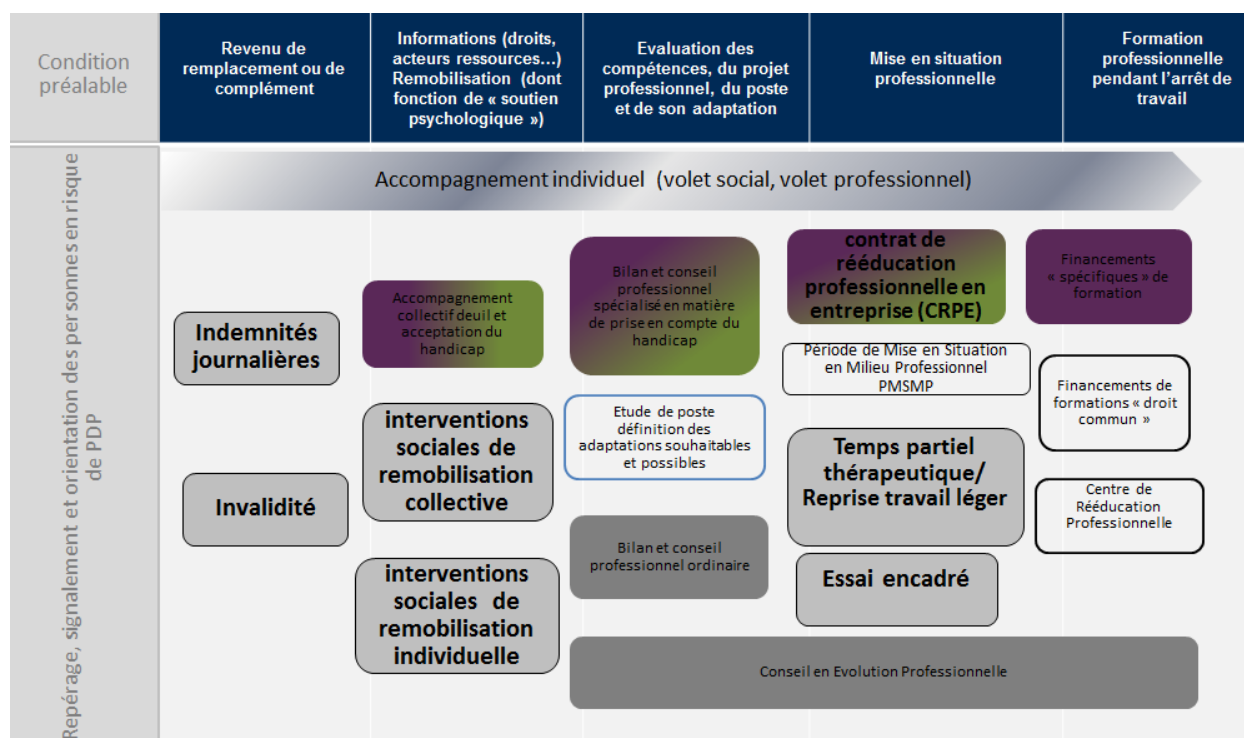 Condition
préalable
Revenu de
remplacement ou de
complément
Informations (droits,
acteurs ressources...)
Remobilisation (dont
fonction de « soutien
psychologique »)
Evaluation des
compétences, du projet
professionnel, du poste
et de son adaptation
Mise en situation
professionnelle
Formation
professionnelle
pendant l'arrêt de
travail
Repérage, signalement et orientation des personnes en risque
de PDP
Accompagnement individuel (volet social, volet professionnel)
Indemnités
journalières
Invalidité
Accompagnement
collectif deuil et
acceptation du
handicap
interventions
sociales de
remobilisation
collective
interventions
sociales de
remobilisation
individuelle
Bilan et conseil
professionnel
spécialisé en matière
de prise en compte du
handicap
Etude de poste
définition des
adaptations souhaitables
et possibles
Bilan et conseil
professionnel ordinaire
contrat de
rééducation
professionnelle en
entreprise (CRPE)
Période de Mise en Situation
en Milieu Professionnel
PMSMP
Temps partiel
thérapeutique/
Reprise travail léger
Essai encadré
Financements
« spécifiques » de
formation
Financements de
formations « droit
commun »
Centre de
Rééducation
Professionnelle
Conseil en Evolution Professionnelle